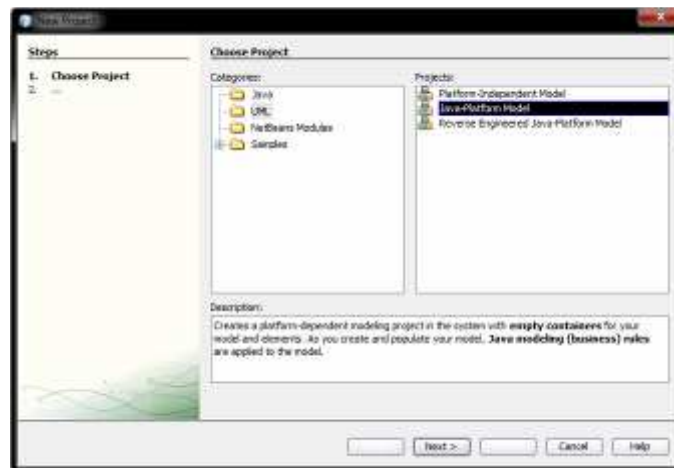 New Project
Steps
1. Choose Project
2. ...
Choose Project
Categories:
Java
UML
NetBeans Modules
Samples
Projects:
Platform-Independent Model
Java-Platform Model
Reverse Engineered Java-Platform Model
Description:
Creates a platform-dependent modeling project in the system with empty containers for your
model and elements. As you create and populate your model, Java modeling (business) rules
are applied to the model.
Next >
Cancel
Help